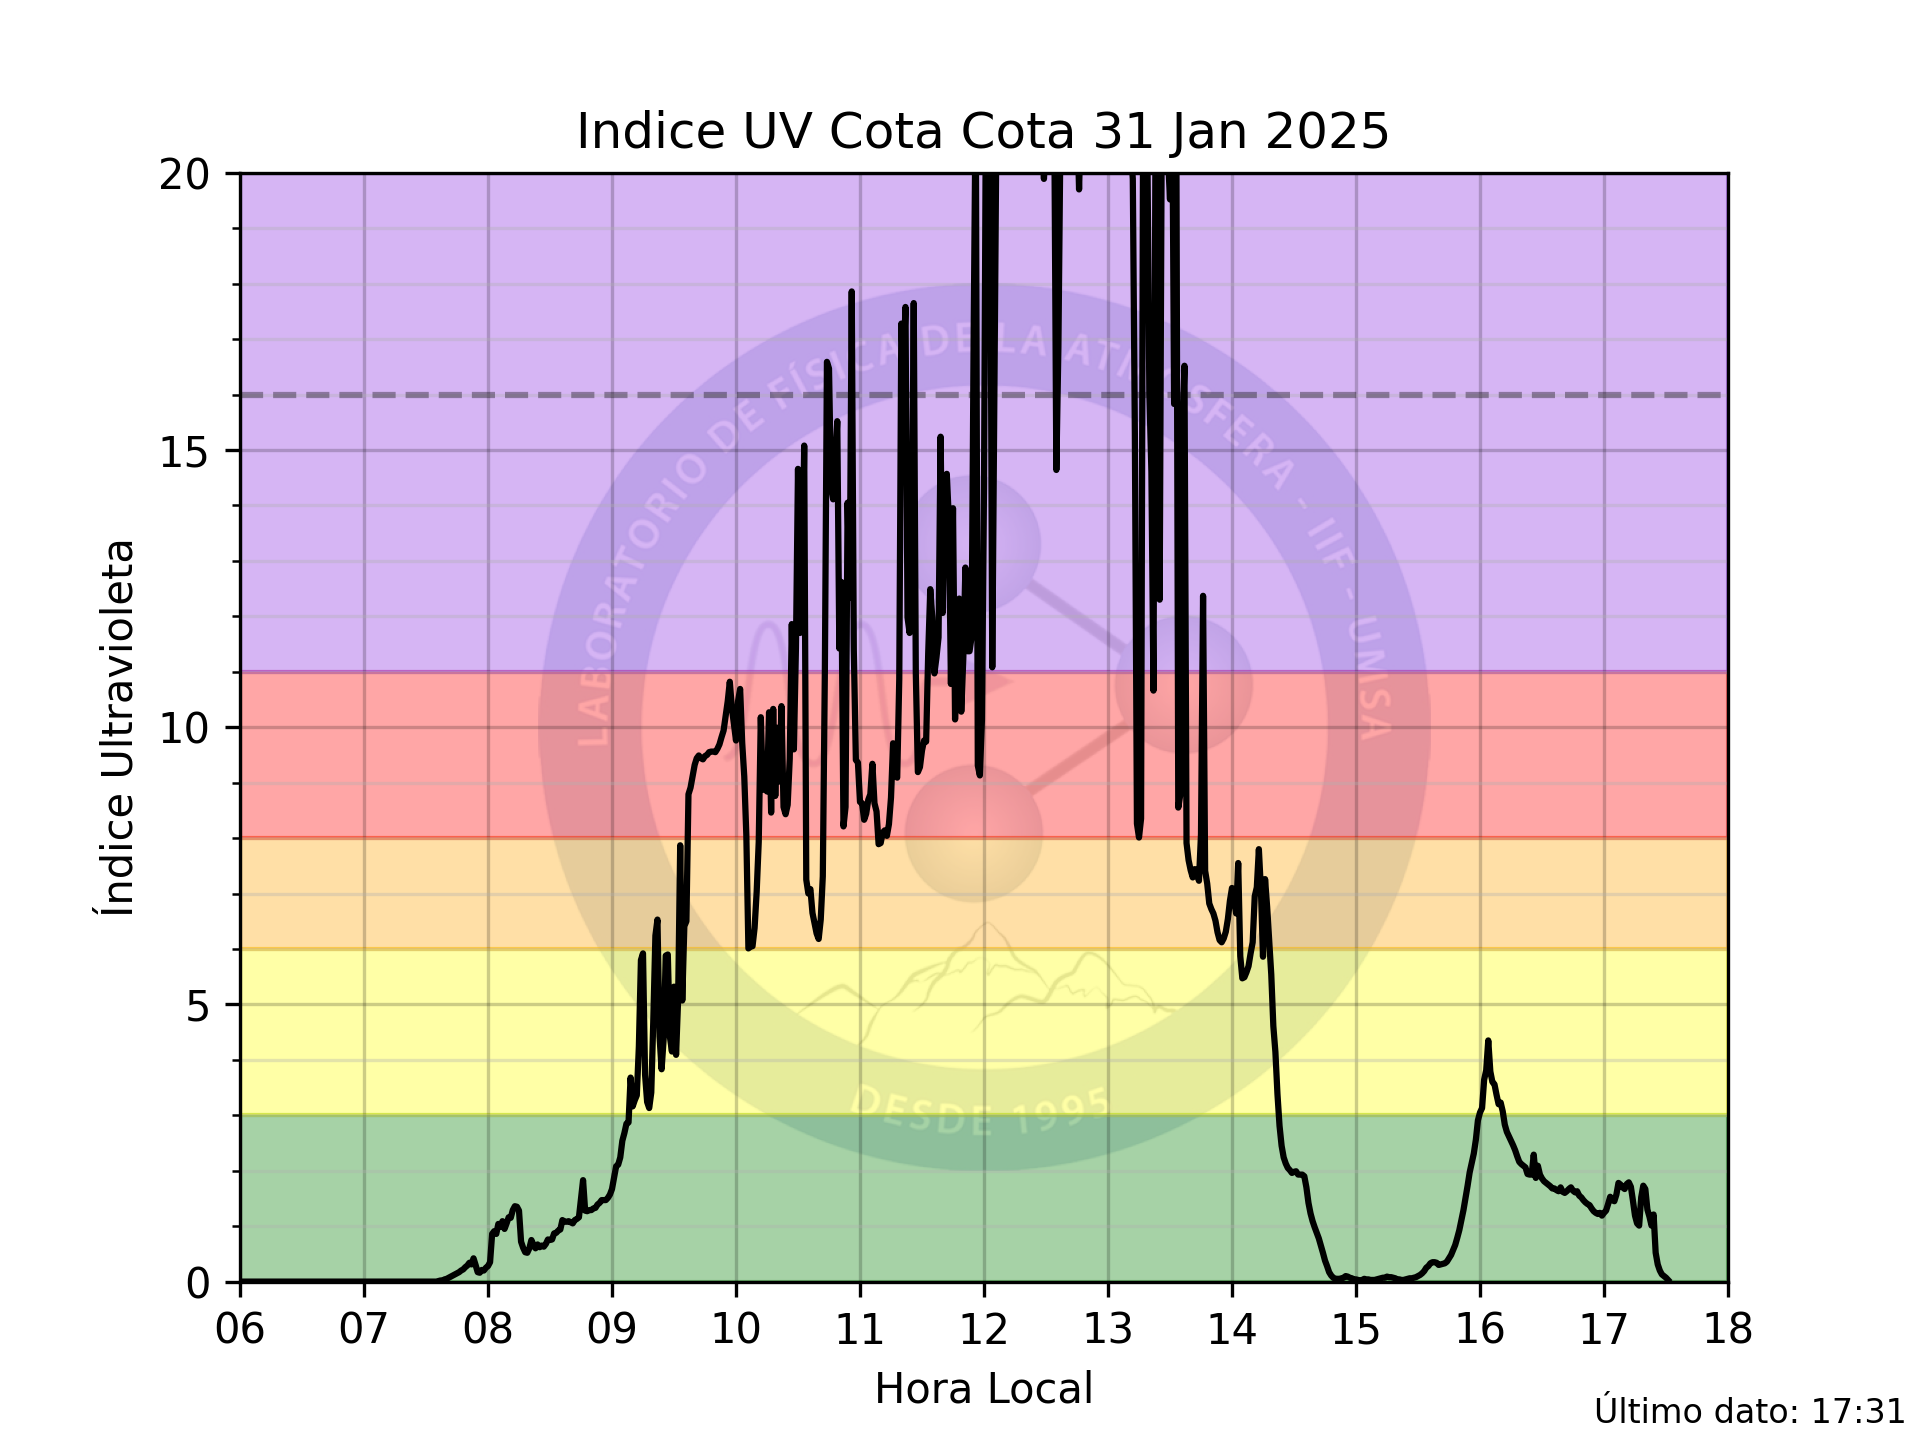 Indice UV Cota Cota 31 Jan 2025
20
15
10
5
0
Índice Ultravioleta
LABORATORIO DE FÍSICA DE LA ATMÓSFERA - IIF - UMSA
DESDE 1995
06 07 08 09 10 11 12 13 14 15 16 17 18
Hora Local
Último dato: 17:31